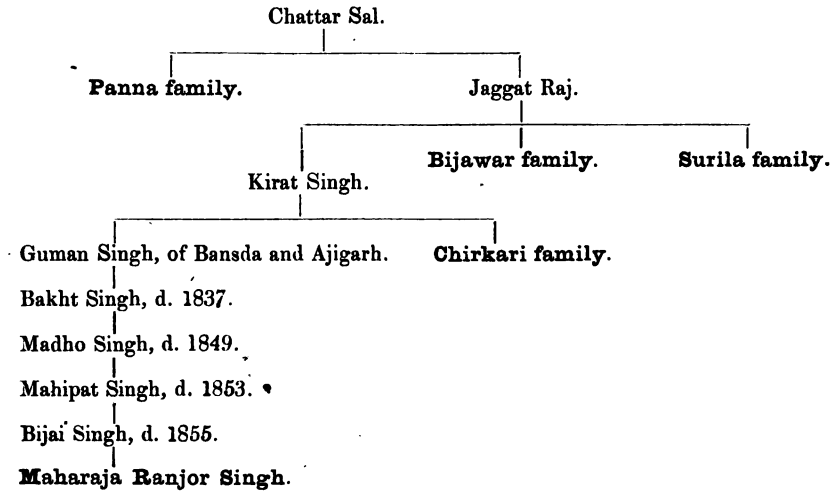 Chattar Sal.
Panna family. Jaggat Raj.
Bijawar family. Surila family.
Kirat Singh.
Guman Singh, of Bansda and Ajigarh. Chirkari family.
Bakht Singh, d. 1837.
Madho Singh, d. 1849.
Mahipat Singh, d. 1853.
Bijai Singh, d. 1855.
Maharaja Ranjor Singh.